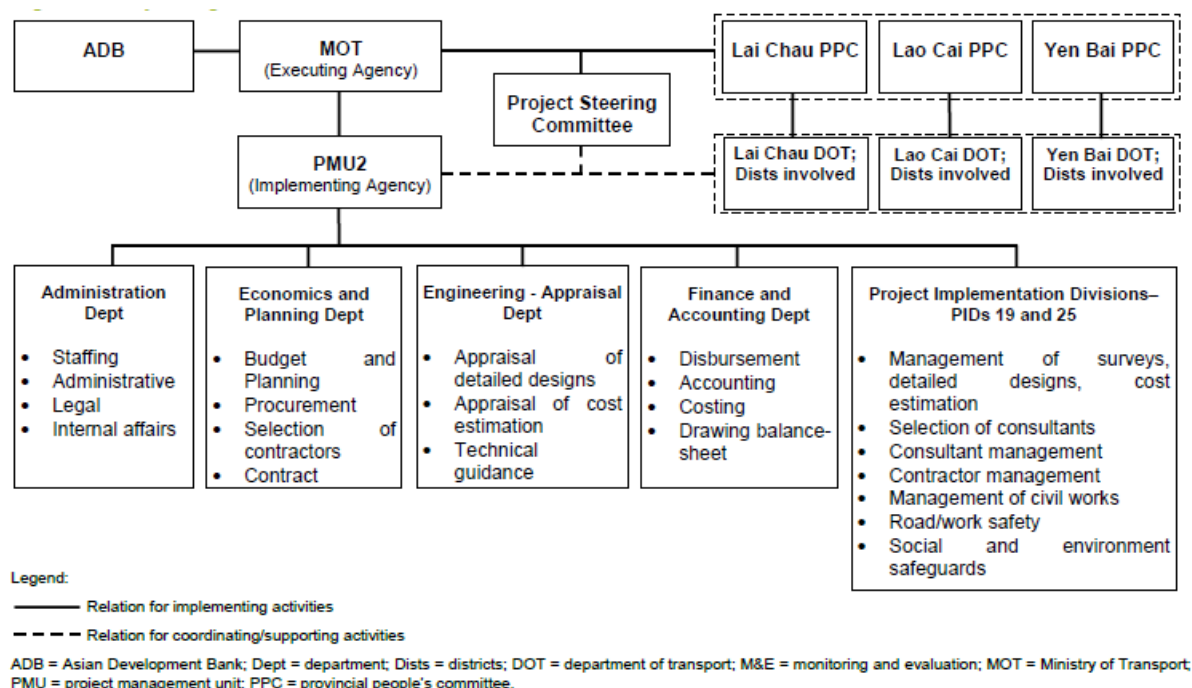 ADB
MOT
(Executing Agency)
Lai Chau PPC
Lao Cai PPC
Yen Bai PPC
Project Steering
Committee
PMU2
(Implementing Agency)
Lai Chau DOT;
Dists involved
Lao Cai DOT;
Dists involved
Yen Bai DOT;
Dists involved
Administration
Dept
• Staffing
• Administrative
• Legal
• Internal affairs
Economics and
Planning Dept
• Budget and
Planning
• Procurement
• Selection of
contractors
• Contract
Engineering - Appraisal
Dept
• Appraisal of
detailed designs
• Appraisal of cost
estimation
• Technical
guidance
Finance and
Accounting Dept
• Disbursement
• Accounting
• Costing
• Drawing balance-
sheet
Project Implementation Divisions–
PIDs 19 and 25
• Management of surveys,
detailed designs, cost
estimation
• Selection of consultants
• Consultant management
• Contractor management
• Management of civil works
• Road/work safety
• Social and environment
safeguards
Legend:
Relation for implementing activities
Relation for coordinating/supporting activities
ADB = Asian Development Bank; Dept = department; Dists = districts; DOT = department of transport; M&E = monitoring and evaluation; MOT = Ministry of Transport;
PMU = project management unit; PPC = provincial people's committee.